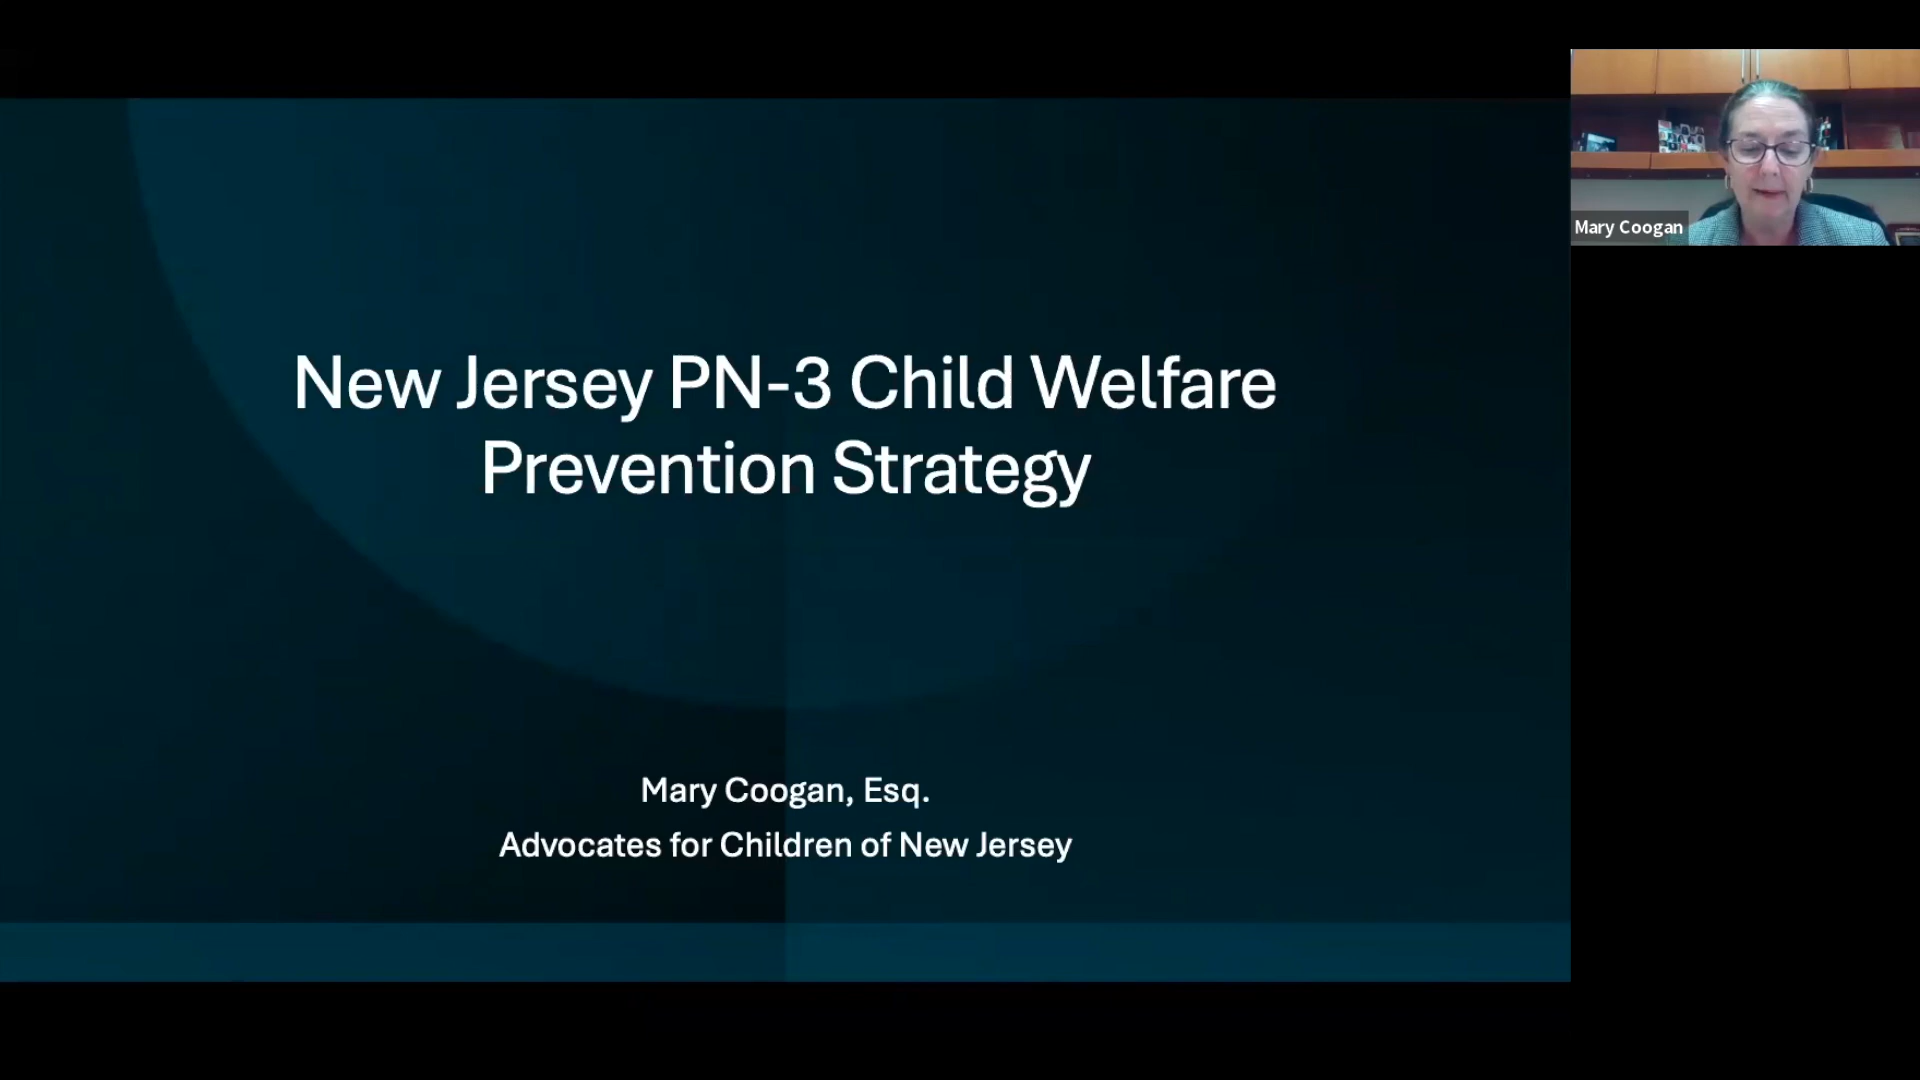 New Jersey PN-3 Child Welfare
Prevention Strategy
Mary Coogan, Esq.
Advocates for Children of New Jersey
Mary Coogan